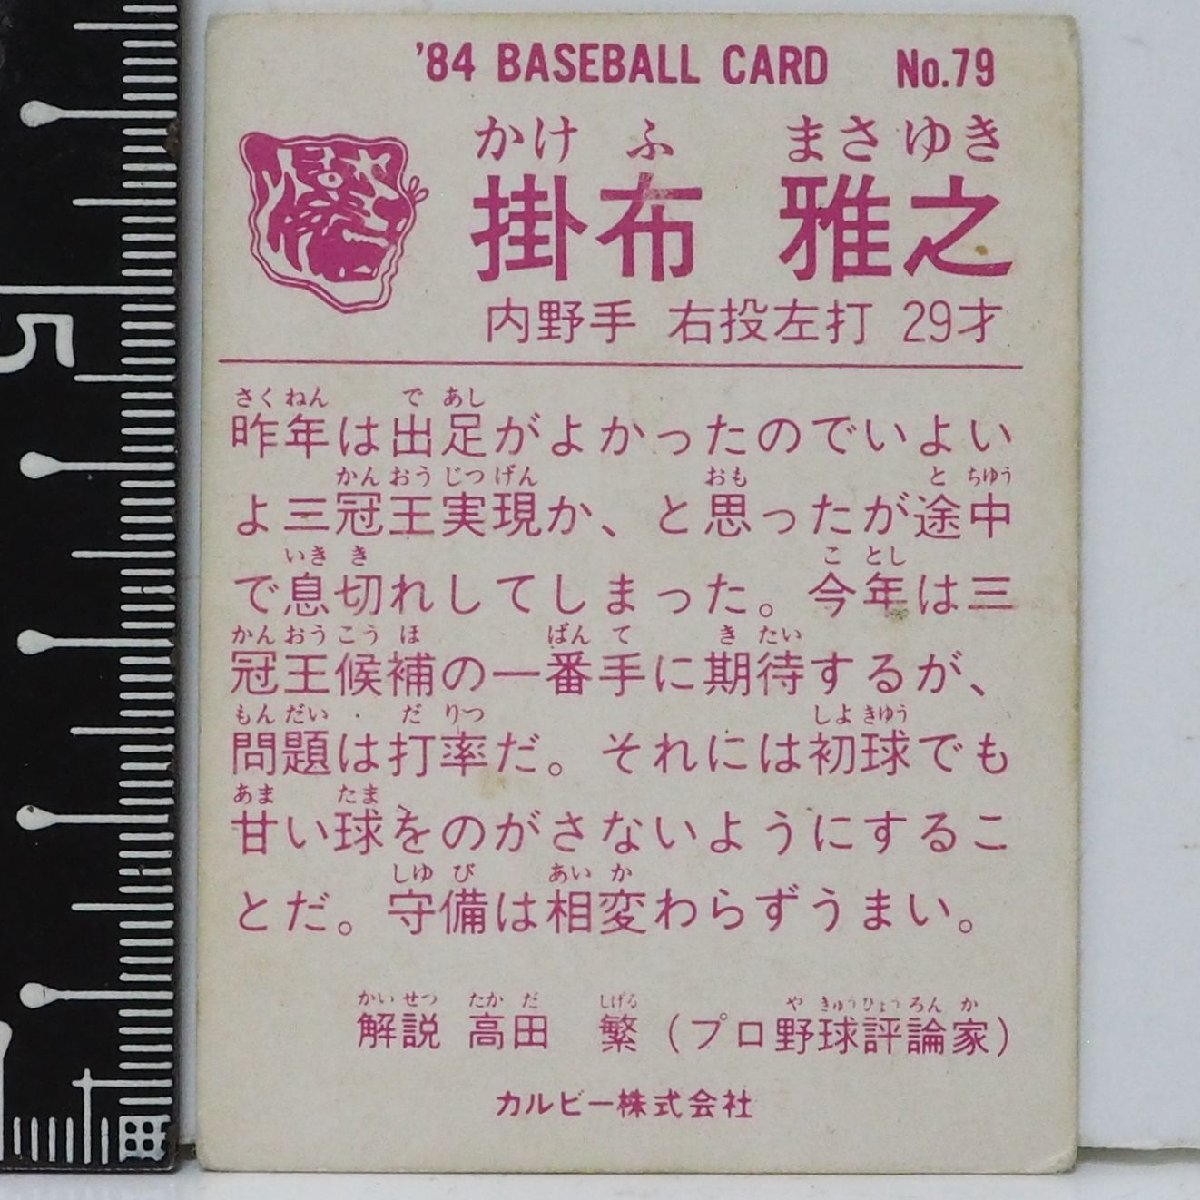 '84 BASEBALL CARD No.79
かけ ふ まさ ゆき
掛布 雅之
内野手 右投左打 29才
さく ねん で あし
昨年は出足がよかったのでいよい
かん おう じつ げん おも と ちゆう
よ三冠王実現か、と思ったが途中
いき き こ とし
で息切れしてしまった。今年は三
かん おう こう ほ ばん て き たい
冠王候補の一番手に期待するが、
もん だい だ りつ しよ きゆう
問題は打率だ。それには初球でも
あま たま
甘い球をのがさないようにするこ
しゆ び あい か
とだ。守備は相変わらずうまい。
かい せつ たか だ しげる や きゅう ひょう ろん か
解説 高田 繁 (プロ野球評論家)
カルビー株式会社
5